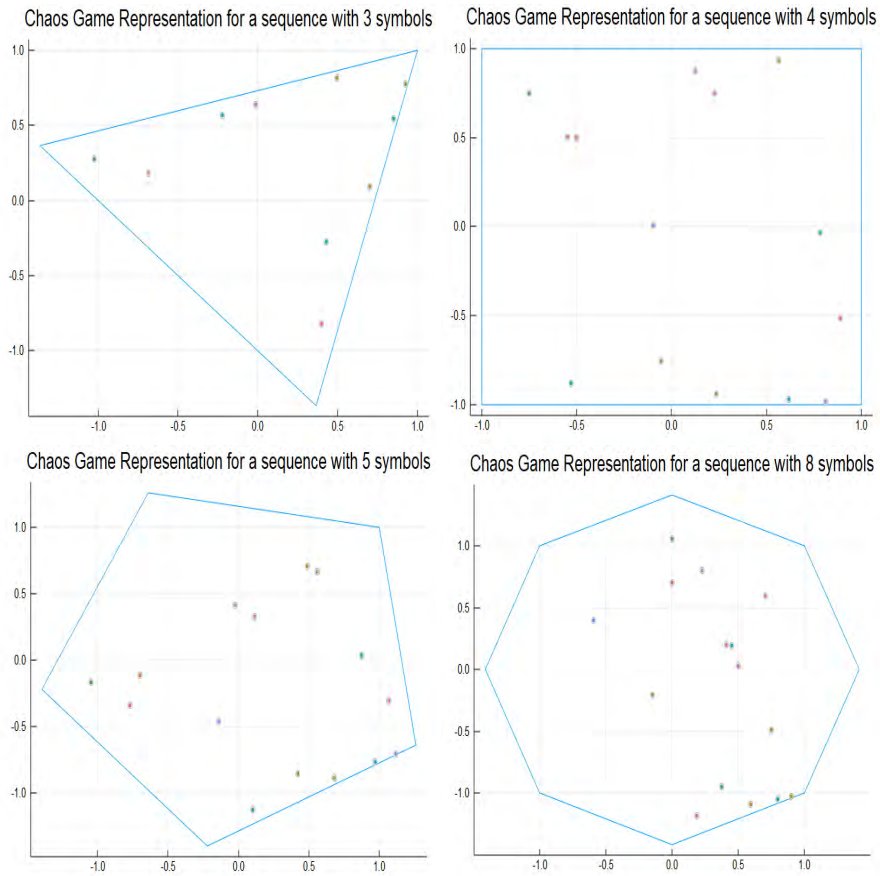 Chaos Game Representation for a sequence with 3 symbols
1.0
0.5
0.0
-0.5
-1.0
-1.0 -0.5 0.0 0.5 1.0
Chaos Game Representation for a sequence with 4 symbols
1.0
0.5
0.0
-0.5
-1.0
-1.0 -0.5 0.0 0.5 1.0
Chaos Game Representation for a sequence with 5 symbols
1.0
0.5
0.0
-0.5
-1.0
-1.0 -0.5 0.0 0.5 1.0
Chaos Game Representation for a sequence with 8 symbols
1.0
0.5
0.0
-0.5
-1.0
-1.0 -0.5 0.0 0.5 1.0